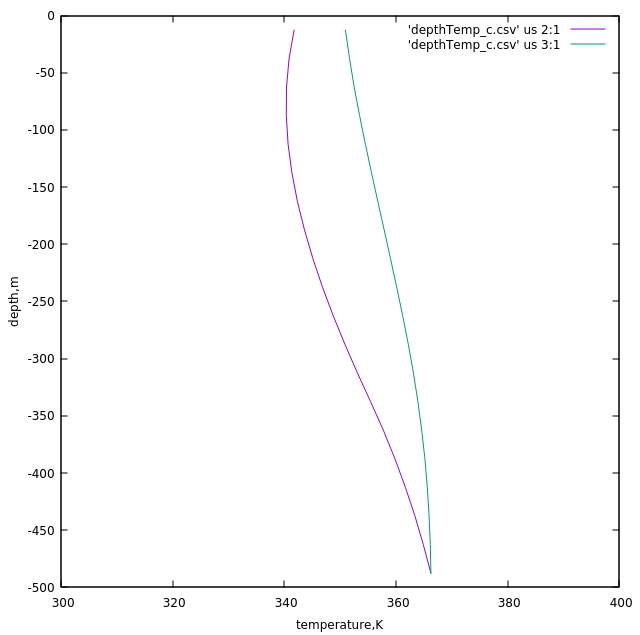 0
'depthTemp_c.csv' us 2:1
'depthTemp_c.csv' us 3:1
-50
-100
-150
-200
-250
-300
-350
-400
-450
-500
depth,m
300 320 340 360 380 400
temperature,K